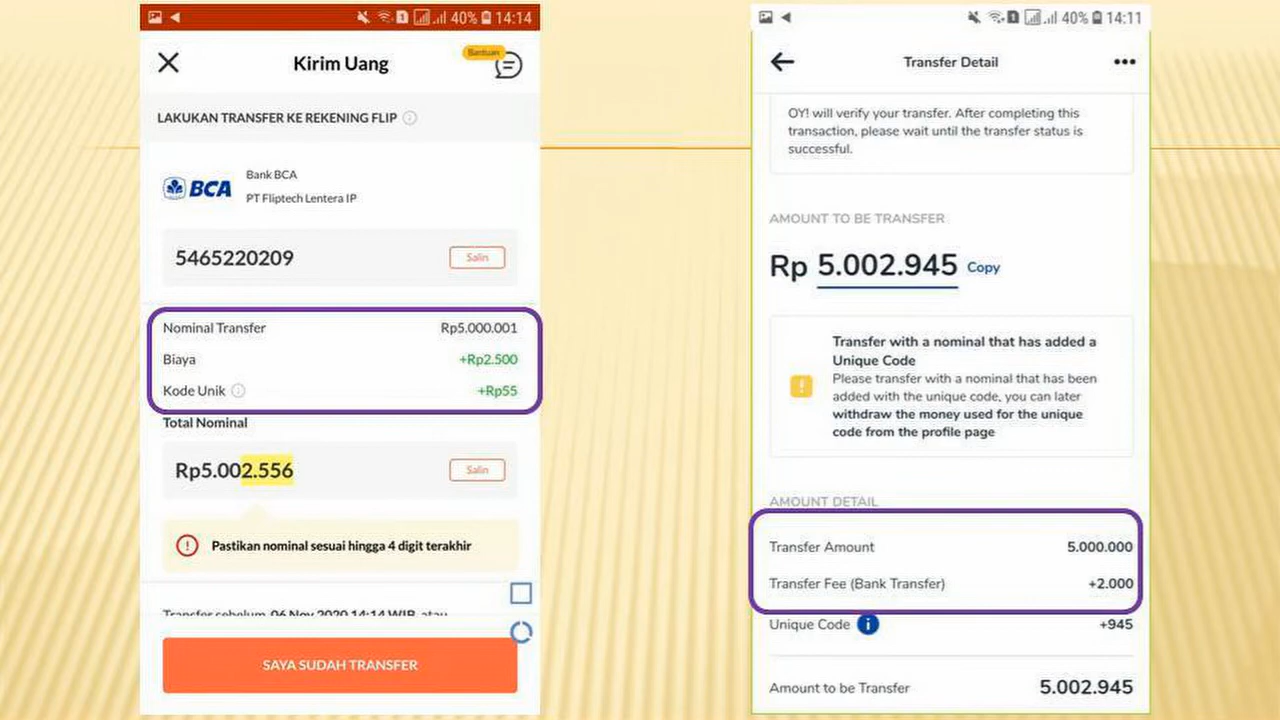 40% 14:14
Kirim Uang
Bantuan
LAKUKAN TRANSFER KE REKENING FLIP
BCA
Bank BCA
PT Fliptech Lentera IP
5465220209
Salin
Nominal Transfer Rp5.000.001
Biaya +Rp2.500
Kode Unik +Rp55
Total Nominal
Rp5.002.556
Salin
Pastikan nominal sesuai hingga 4 digit terakhir
Transfer sebelum 06 Nov 2020 14:14 WIB atau
SAYA SUDAH TRANSFER
40% 14:11
Transfer Detail
OY! will verify your transfer. After completing this
transaction, please wait until the transfer status is
successful.
AMOUNT TO BE TRANSFER
Rp 5.002.945 Copy
Transfer with a nominal that has added a
Unique Code
Please transfer with a nominal that has been
added with the unique code, you can later
withdraw the money used for the unique
code from the profile page
AMOUNT DETAIL
Transfer Amount 5.000.000
Transfer Fee (Bank Transfer) +2.000
Unique Code +945
Amount to be Transfer 5.002.945